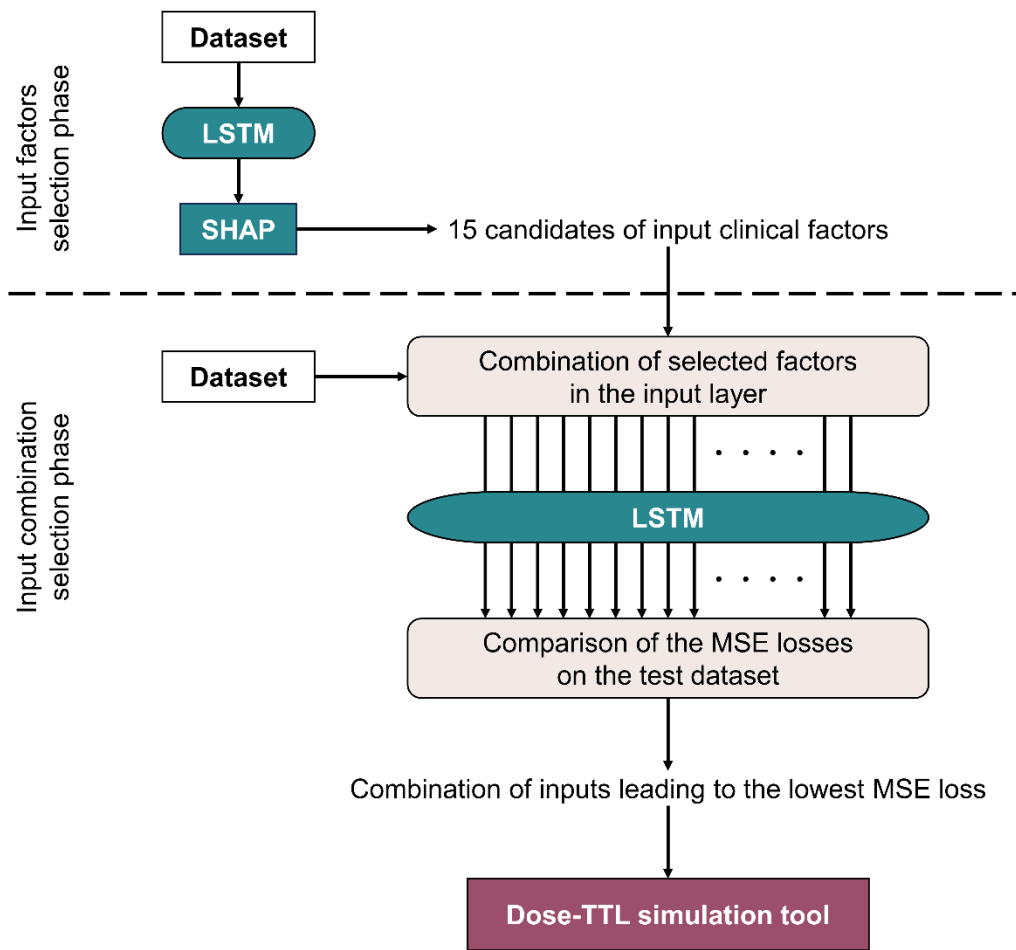 Input factors
selection phase
Dataset
LSTM
SHAP
15 candidates of input clinical factors
Input combination
selection phase
Dataset
Combination of selected factors
in the input layer
. . . .
LSTM
. . . .
Comparison of the MSE losses
on the test dataset
Combination of inputs leading to the lowest MSE loss
Dose-TTL simulation tool